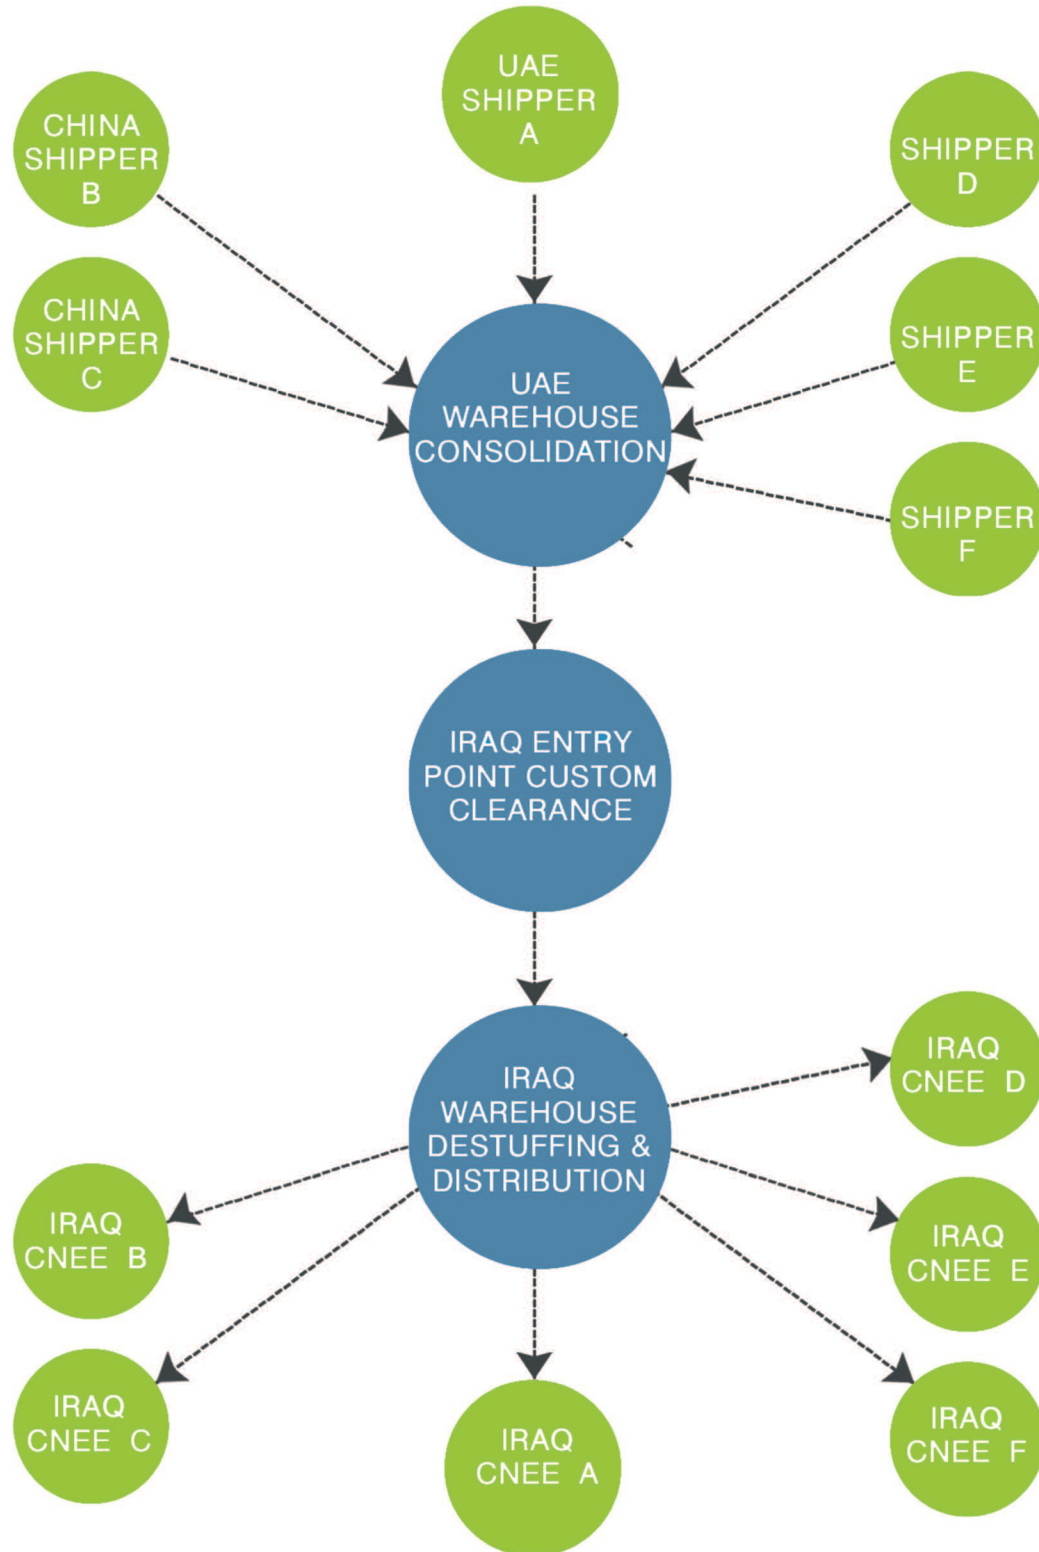 UAE
SHIPPER
A
CHINA
SHIPPER
B
SHIPPER
D
CHINA
SHIPPER
C
SHIPPER
E
UAE
WAREHOUSE
CONSOLIDATION
SHIPPER
F
IRAQ ENTRY
POINT CUSTOM
CLEARANCE
IRAQ
WAREHOUSE
DESTUFFING &
DISTRIBUTION
IRAQ
CNEE D
IRAQ
CNEE B
IRAQ
CNEE E
IRAQ
CNEE C
IRAQ
CNEE A
IRAQ
CNEE F